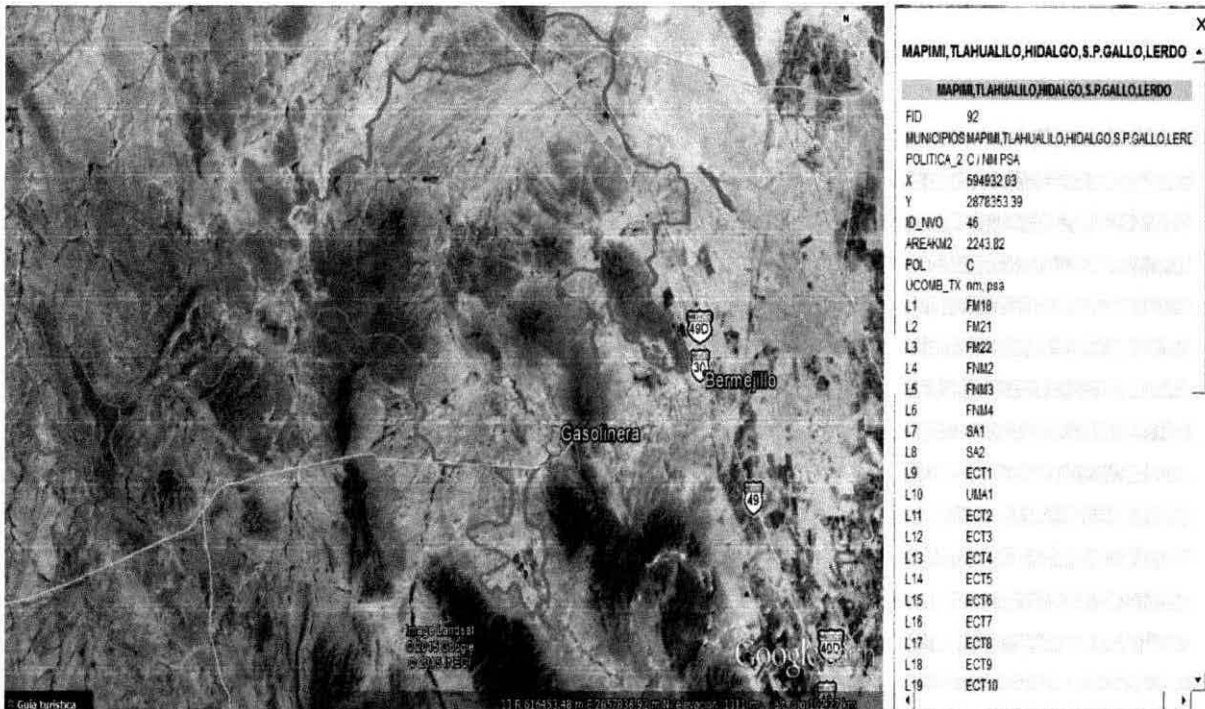 N
49D
30
Bermejillo
Gasolinera
49
40D
Image Landsat
Google
Guía turística
X
MAPIMI,TLAHUALILO,HIDALGO,S.P.GALLO,LERDO
MAPIMI,TLAHUALILO,HIDALGO,S.P.GALLO,LERDO
FID 92
MUNICIPIOS MAPIMI,TLAHUALILO,HIDALGO,S.P.GALLO,LERD
POLITICA_2 C / NM PSA
X 594932.03
Y 2878353.39
ID_NVO 46
AREAKM2 2243.82
POL C
UCOMB_TX nm, psa
L1 FM18
L2 FM21
L3 FM22
L4 FNM2
L5 FNM3
L6 FNM4
L7 SA1
L8 SA2
L9 ECT1
L10 UMA1
L11 ECT2
L12 ECT3
L13 ECT4
L14 ECT5
L15 ECT6
L16 ECT7
L17 ECT8
L18 ECT9
L19 ECT10